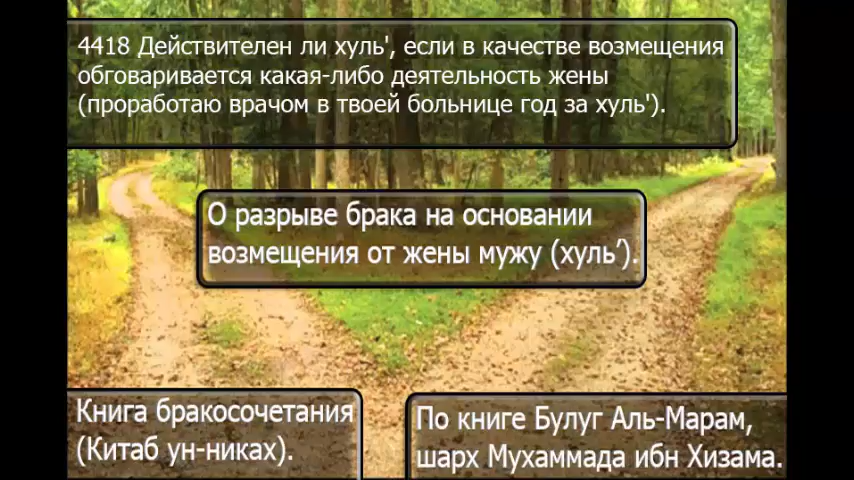 4418 Действителен ли хуль', если в качестве возмещения
обговаривается какая-либо деятельность жены
(проработаю врачом в твоей больнице год за хуль').
О разрыве брака на основании
возмещения от жены мужу (хуль’).
Книга бракосочетания
(Китаб ун-никах).
По книге Булуг Аль-Марам,
шарх Мухаммада ибн Хизама.